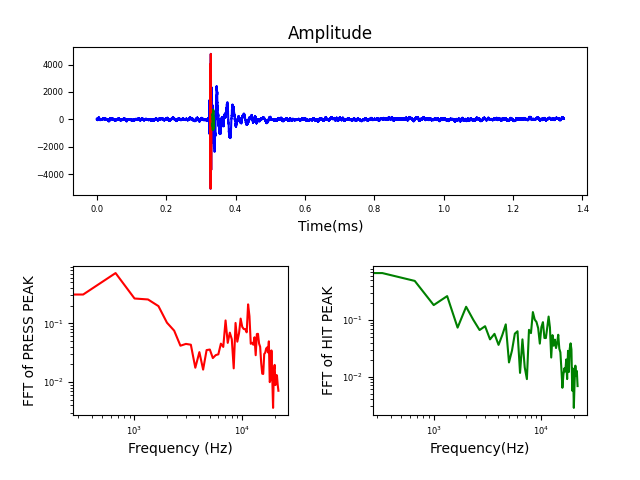 Amplitude
4000
2000
0
−2000
−4000
0.0 0.2 0.4 0.6 0.8 1.0 1.2 1.4
Time(ms)
FFT of PRESS PEAK
10⁻¹
10⁻²
10³ 10⁴
Frequency (Hz)
FFT of HIT PEAK
10⁻¹
10⁻²
10³ 10⁴
Frequency(Hz)